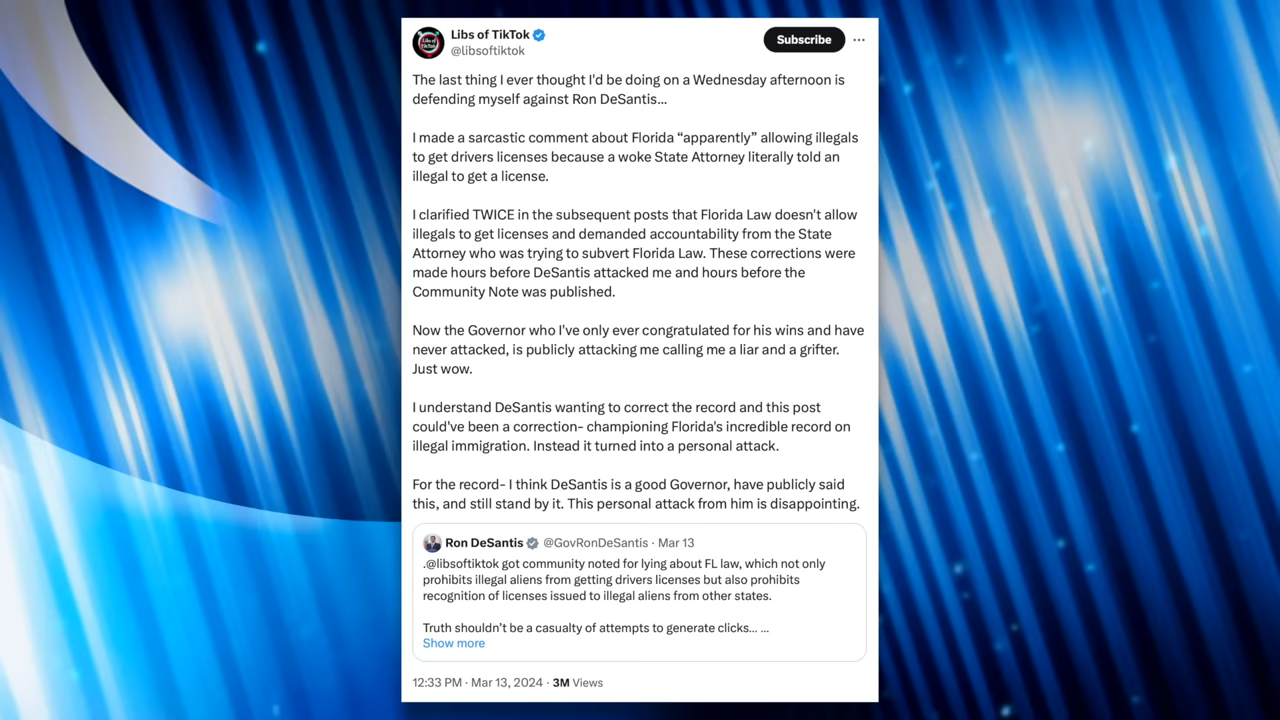 Libs of TikTok
@libsoftiktok
Subscribe
The last thing I ever thought I'd be doing on a Wednesday afternoon is
defending myself against Ron DeSantis...
I made a sarcastic comment about Florida “apparently” allowing illegals
to get drivers licenses because a woke State Attorney literally told an
illegal to get a license.
I clarified TWICE in the subsequent posts that Florida Law doesn't allow
illegals to get licenses and demanded accountability from the State
Attorney who was trying to subvert Florida Law. These corrections were
made hours before DeSantis attacked me and hours before the
Community Note was published.
Now the Governor who I've only ever congratulated for his wins and have
never attacked, is publicly attacking me calling me a liar and a grifter.
Just wow.
I understand DeSantis wanting to correct the record and this post
could've been a correction- championing Florida's incredible record on
illegal immigration. Instead it turned into a personal attack.
For the record- I think DeSantis is a good Governor, have publicly said
this, and still stand by it. This personal attack from him is disappointing.
Ron DeSantis @GovRonDeSantis · Mar 13
.@libsoftiktok got community noted for lying about FL law, which not only
prohibits illegal aliens from getting drivers licenses but also prohibits
recognition of licenses issued to illegal aliens from other states.
Truth shouldn't be a casualty of attempts to generate clicks... ...
Show more
12:33 PM · Mar 13, 2024 · 3M Views